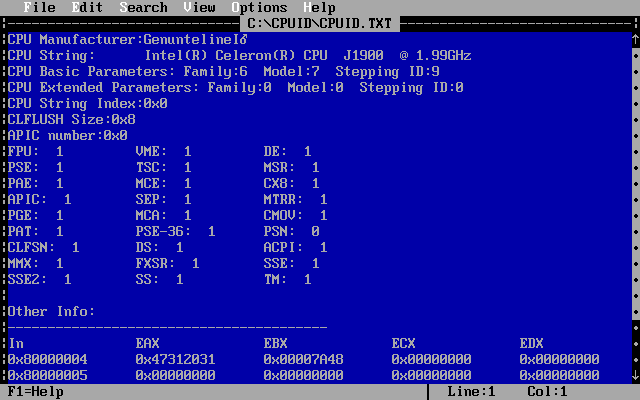 File Edit Search View Options Help
C:\CPUID\CPUID.TXT
CPU Manufacturer:GenuntelineI♂
CPU String: Intel(R) Celeron(R) CPU J1900 @ 1.99GHz
CPU Basic Parameters: Family:6 Model:7 Stepping ID:9
CPU Extended Parameters: Family:0 Model:0 Stepping ID:0
CPU String Index:0x0
CLFLUSH Size:0x8
APIC number:0x0
FPU: 1 VME: 1 DE: 1
PSE: 1 TSC: 1 MSR: 1
PAE: 1 MCE: 1 CX8: 1
APIC: 1 SEP: 1 MTRR: 1
PGE: 1 MCA: 1 CMOV: 1
PAT: 1 PSE-36: 1 PSN: 0
CLFSN: 1 DS: 1 ACPI: 1
MMX: 1 FXSR: 1 SSE: 1
SSE2: 1 SS: 1 TM: 1
Other Info:
----------------------------------------
In EAX EBX ECX EDX
0x80000004 0x47312031 0x00007A48 0x00000000 0x00000000
0x80000005 0x00000000 0x00000000 0x00000000 0x00000000
F1=Help Line:1 Col:1